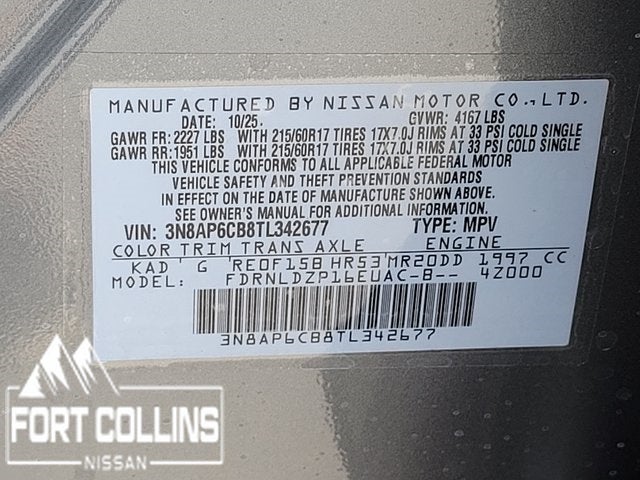 MANUFACTURED BY NISSAN MOTOR CO., LTD.
DATE: 10/25. GVWR: 4167 LBS
GAWR FR: 2227 LBS WITH 215/60R17 TIRES 17X7.0J RIMS AT 33 PSI COLD SINGLE
GAWR RR: 1951 LBS WITH 215/60R17 TIRES 17X7.0J RIMS AT 33 PSI COLD SINGLE
THIS VEHICLE CONFORMS TO ALL APPLICABLE FEDERAL MOTOR
VEHICLE SAFETY AND THEFT PREVENTION STANDARDS
IN EFFECT ON THE DATE OF MANUFACTURE SHOWN ABOVE.
SEE OWNER'S MANUAL FOR ADDITIONAL INFORMATION.
VIN: 3N8AP6CB8TL342677 TYPE: MPV
COLOR TRIM TRANS AXLE ENGINE
KAD G RE0F15B HR53 MR20DD 1997 CC
MODEL: FDRNLDZP16EUAC-B-- 4Z000
3N8AP6CB8TL342677
FORT COLLINS
NISSAN